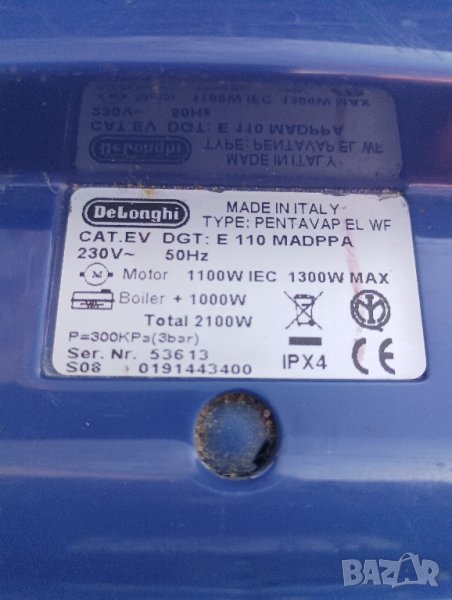 DeLonghi
MADE IN ITALY
TYPE: PENTAVAP EL WF
CAT.EV DGT: E 110 MADPPA
230V~ 50Hz
M Motor 1100W IEC 1300W MAX
Boiler + 1000W
Total 2100W
P=300KPa(3bar)
Ser. Nr. 53613
S08 0191443400
IPX4
CE
BAZAR